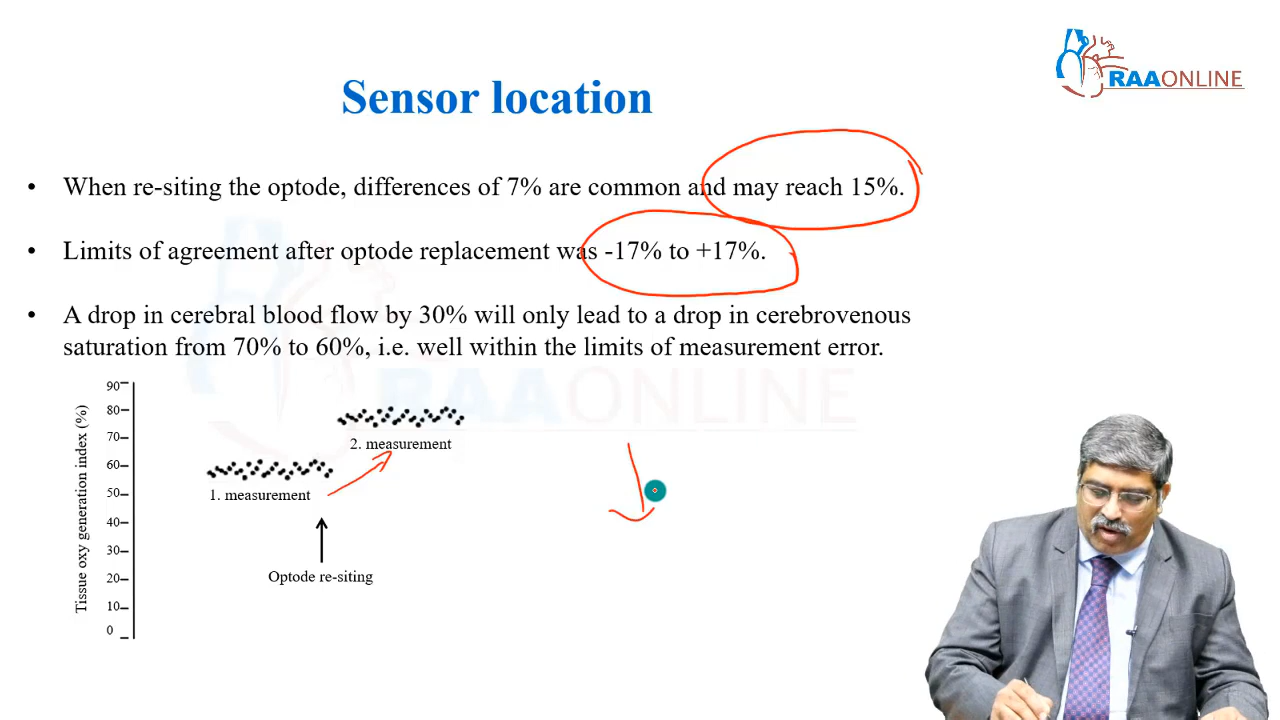 RAAONLINE
Sensor location
• When re-siting the optode, differences of 7% are common and may reach 15%.
• Limits of agreement after optode replacement was -17% to +17%.
• A drop in cerebral blood flow by 30% will only lead to a drop in cerebrovenous
saturation from 70% to 60%, i.e. well within the limits of measurement error.
RAAONLINE
Tissue oxy generation index (%)
90
80
70
60
50
40
30
20
10
0
2. measurement
1. measurement
Optode re-siting